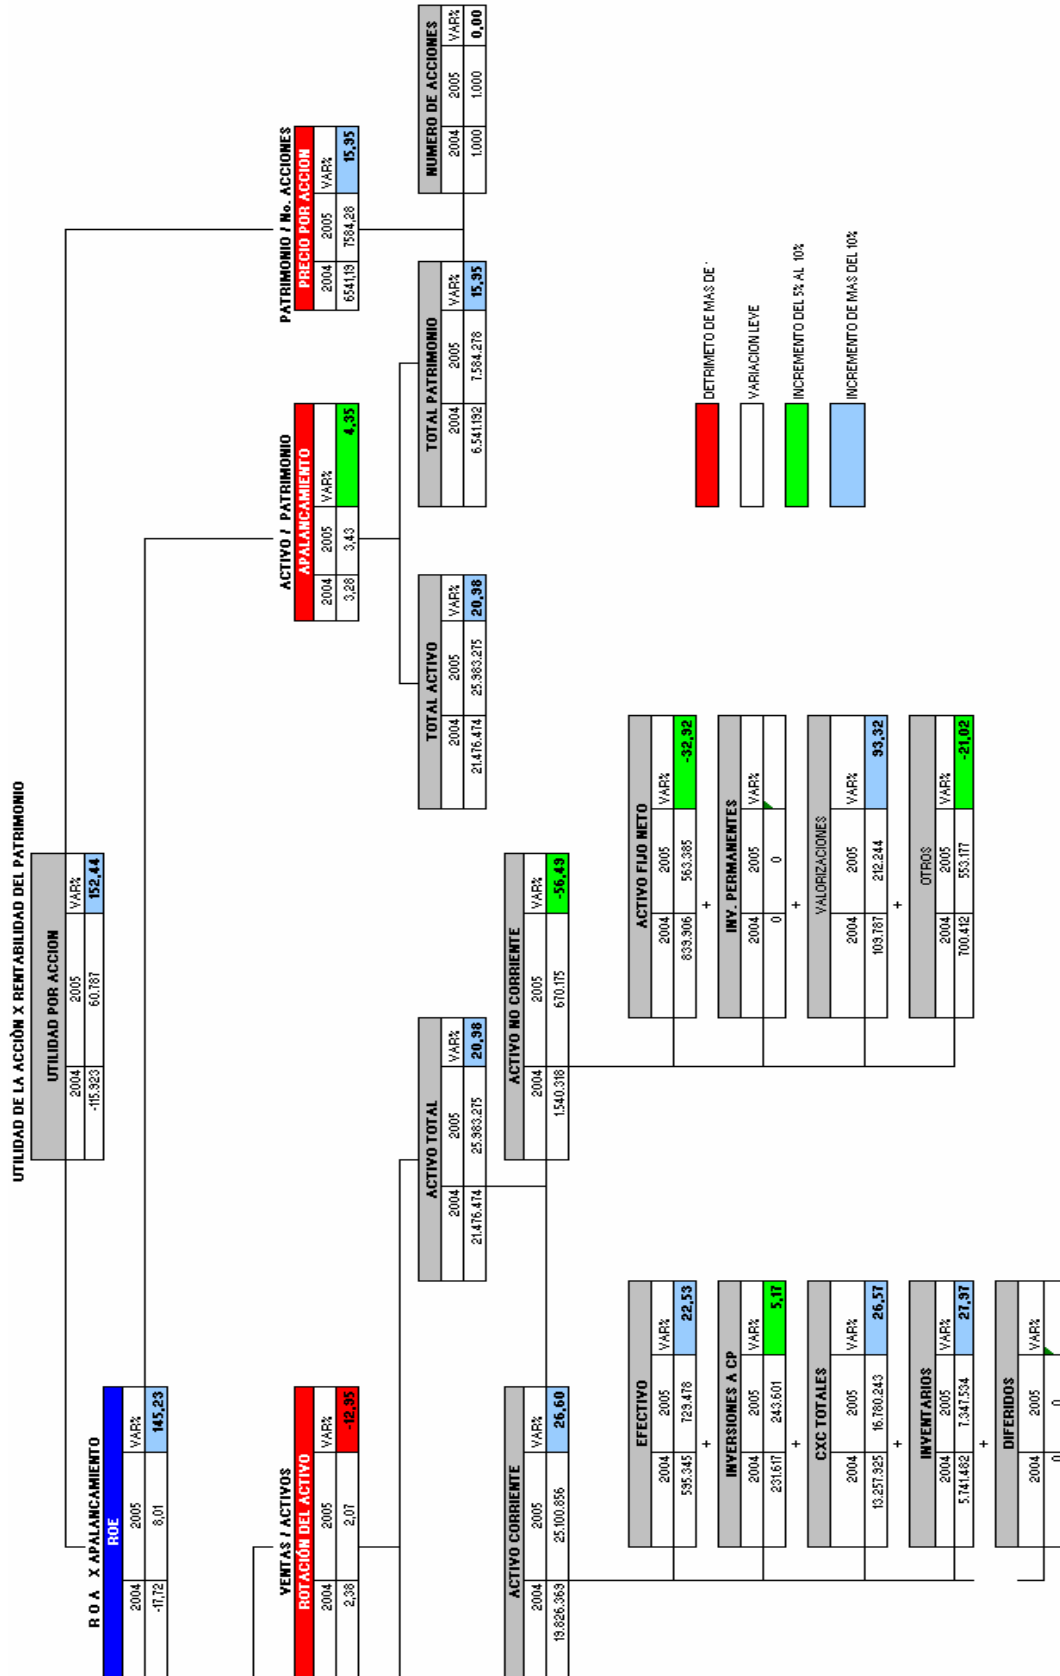 UTILIDAD DE LA ACCIÓN X RENTABILIDAD DEL PATRIMONIO
UTILIDAD POR ACCION
2004 2005 VAR%
-115.923 60.787 152,44
R O A X APALANCAMIENTO
ROE
2004 2005 VAR%
-17,72 8,01 145,23
VENTAS / ACTIVOS
ROTACIÓN DEL ACTIVO
2004 2005 VAR%
2,38 2,07 -12,95
ACTIVO / PATRIMONIO
APALANCAMIENTO
2004 2005 VAR%
3,28 3,43 4,35
PATRIMONIO / No. ACCIONES
PRECIO POR ACCION
2004 2005 VAR%
6541,19 7584,28 15,95
ACTIVO TOTAL
2004 2005 VAR%
21.476.474 25.983.275 20,98
TOTAL ACTIVO
2004 2005 VAR%
21.476.474 25.983.275 20,98
TOTAL PATRIMONIO
2004 2005 VAR%
6.541.192 7.584.278 15,95
NUMERO DE ACCIONES
2004 2005 VAR%
1.000 1.000 0,00
ACTIVO CORRIENTE
2004 2005 VAR%
19.826.369 25.100.856 26,60
ACTIVO NO CORRIENTE
2004 2005 VAR%
1.540.318 670.175 -56,49
EFECTIVO
2004 2005 VAR%
595.345 729.478 22,53
+
INVERSIONES A CP
2004 2005 VAR%
231.617 243.601 5,17
+
CXC TOTALES
2004 2005 VAR%
13.257.925 16.780.243 26,57
+
INVENTARIOS
2004 2005 VAR%
5.741.482 7.347.534 27,97
+
DIFERIDOS
2004 2005 VAR%
0 0
ACTIVO FIJO NETO
2004 2005 VAR%
839.906 563.385 -32,92
+
INV. PERMANENTES
2004 2005 VAR%
0 0
+
VALORIZACIONES
2004 2005 VAR%
109.787 212.244 93,32
+
OTROS
2004 2005 VAR%
700.412 553.177 -21,02
DETRIMETO DE MAS DE
VARIACION LEVE
INCREMENTO DEL 5% AL 10%
INCREMENTO DE MAS DEL 10%